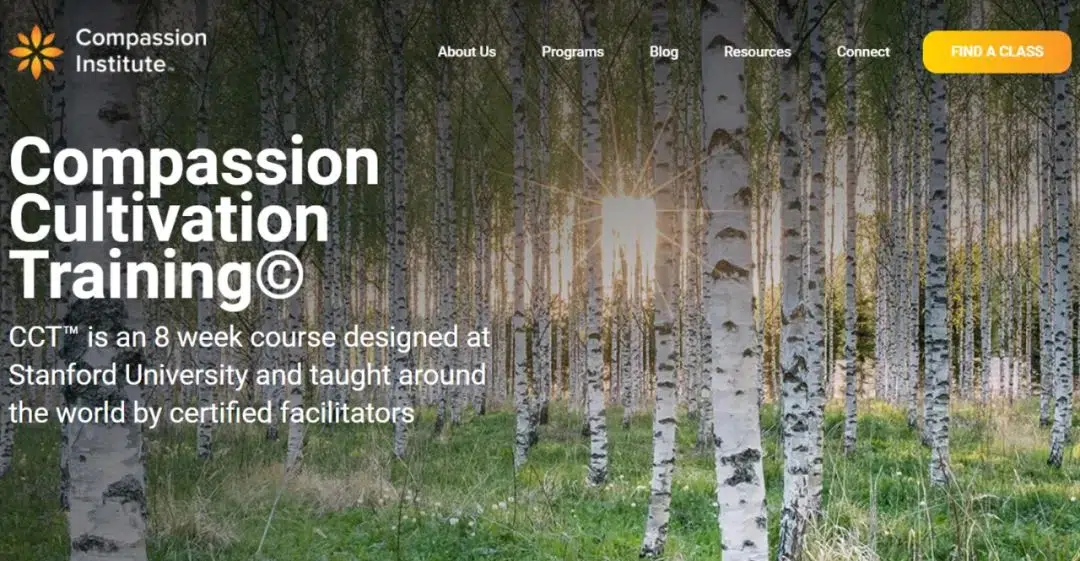 Compassion
Institute™
About Us
Programs
Blog
Resources
Connect
FIND A CLASS
Compassion
Cultivation
Training©
CCT™ is an 8 week course designed at
Stanford University and taught around
the world by certified facilitators